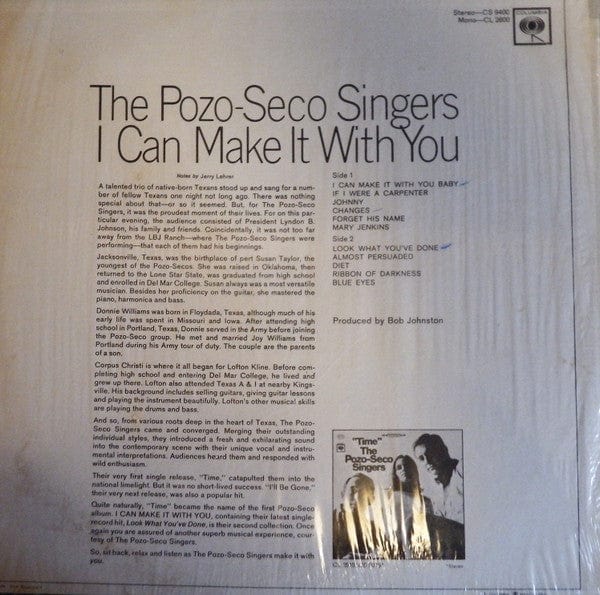 Stereo—CS 9400
Mono—CL 2600
COLUMBIA
The Pozo-Seco Singers
I Can Make It With You
Notes by Jerry Lehrer
A talented trio of native-born Texans stood up and sang for a num-
ber of fellow Texans one night not long ago. There was nothing
special about that—or so it seemed. But, for The Pozo-Seco
Singers, it was the proudest moment of their lives. For on this par-
ticular evening, the audience consisted of President Lyndon B.
Johnson, his family and friends. Coincidentally, it was not too far
away from the LBJ Ranch—where The Pozo-Seco Singers were
performing—that each of them had his beginnings.
Jacksonville, Texas, was the birthplace of pert Susan Taylor, the
youngest of the Pozo-Secos. She was raised in Oklahoma, then
returned to the Lone Star State, was graduated from high school
and enrolled in Del Mar College. Susan always was a most versatile
musician. Besides her proficiency on the guitar, she mastered the
piano, harmonica and bass.
Donnie Williams was born in Floydada, Texas, although much of his
early life was spent in Missouri and Iowa. After attending high
school in Portland, Texas, Donnie served in the Army before joining
the Pozo-Seco group. He met and married Joy Williams from
Portland during his Army tour of duty. The couple are the parents
of a son.
Corpus Christi is where it all began for Lofton Kline. Before com-
pleting high school and entering Del Mar College, he lived and
grew up there. Lofton also attended Texas A & I at nearby Kings-
ville. His background includes selling guitars, giving guitar lessons
and playing the instrument beautifully. Lofton's other musical skills
are playing the drums and bass.
And so, from various roots deep in the heart of Texas, The Pozo-
Seco Singers came and converged. Merging their outstanding
individual styles, they introduced a fresh and exhilarating sound
into the contemporary scene with their unique vocal and instru-
mental interpretations. Audiences heard them and responded with
wild enthusiasm.
Their very first single release, "Time," catapulted them into the
national limelight. But it was no short-lived success. "I'll Be Gone,"
their very next release, was also a popular hit.
Quite naturally, "Time" became the name of the first Pozo-Seco
album. I CAN MAKE IT WITH YOU, containing their latest single-
record hit, Look What You've Done, is their second collection. Once
again you are assured of another superb musical experience, cour-
tesy of The Pozo-Seco Singers.
So, sit back, relax and listen as The Pozo-Seco Singers make it with
you.
Side 1
I CAN MAKE IT WITH YOU BABY
IF I WERE A CARPENTER
JOHNNY
CHANGES
FORGET HIS NAME
MARY JENKINS
Side 2
LOOK WHAT YOU'VE DONE
ALMOST PERSUADED
DIET
RIBBON OF DARKNESS
BLUE EYES
Produced by Bob Johnston
"Time"
The
Pozo-Seco
Singers
*Stereo